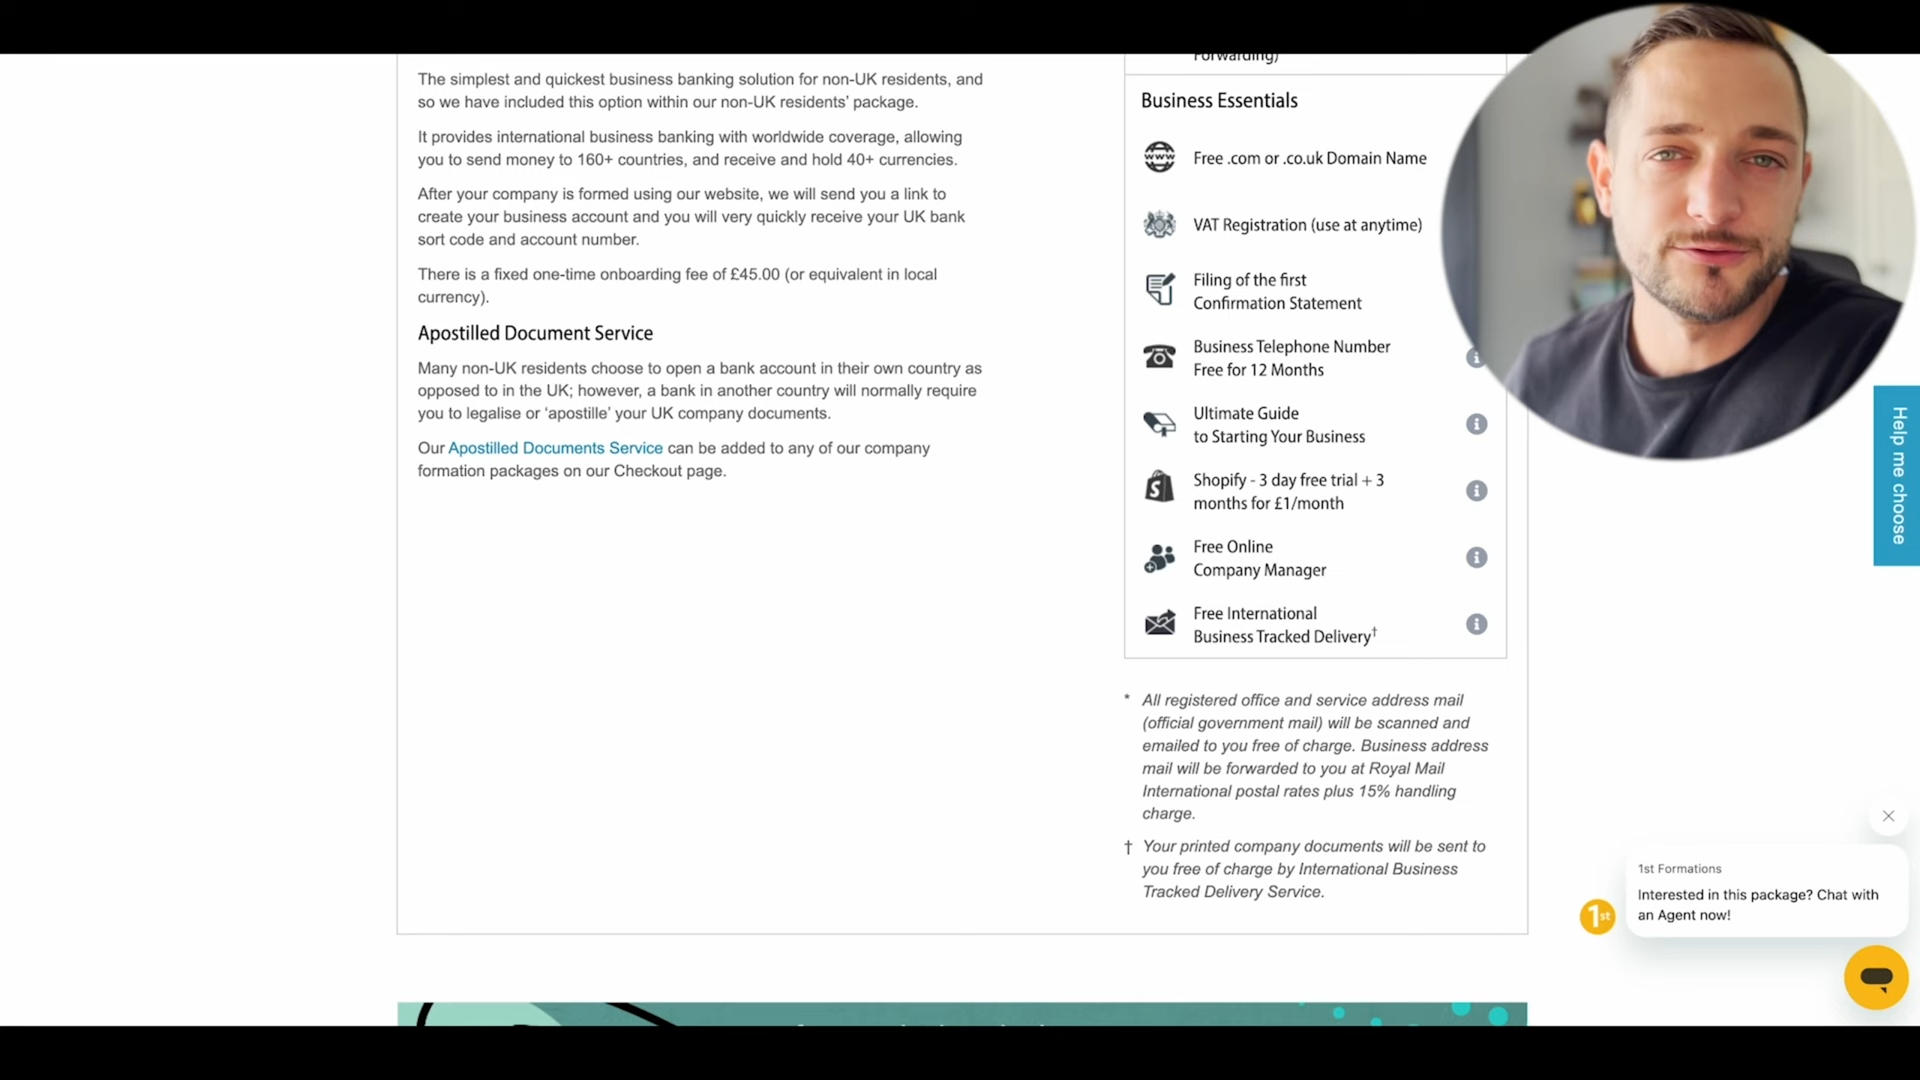 The simplest and quickest business banking solution for non-UK residents, and
so we have included this option within our non-UK residents’ package.
It provides international business banking with worldwide coverage, allowing
you to send money to 160+ countries, and receive and hold 40+ currencies.
After your company is formed using our website, we will send you a link to
create your business account and you will very quickly receive your UK bank
sort code and account number.
There is a fixed one-time onboarding fee of £45.00 (or equivalent in local
currency).
Apostilled Document Service
Many non-UK residents choose to open a bank account in their own country as
opposed to in the UK; however, a bank in another country will normally require
you to legalise or ‘apostille’ your UK company documents.
Our Apostilled Documents Service can be added to any of our company
formation packages on our Checkout page.
Forwarding)
Business Essentials
www
Free .com or .co.uk Domain Name
VAT Registration (use at anytime)
Filing of the first
Confirmation Statement
Business Telephone Number
Free for 12 Months
Ultimate Guide
to Starting Your Business
Shopify - 3 day free trial + 3
months for £1/month
Free Online
Company Manager
Free International
Business Tracked Delivery†
* All registered office and service address mail
(official government mail) will be scanned and
emailed to you free of charge. Business address
mail will be forwarded to you at Royal Mail
International postal rates plus 15% handling
charge.
† Your printed company documents will be sent to
you free of charge by International Business
Tracked Delivery Service.
Help me choose
1st Formations
Interested in this package? Chat with
an Agent now!
1st